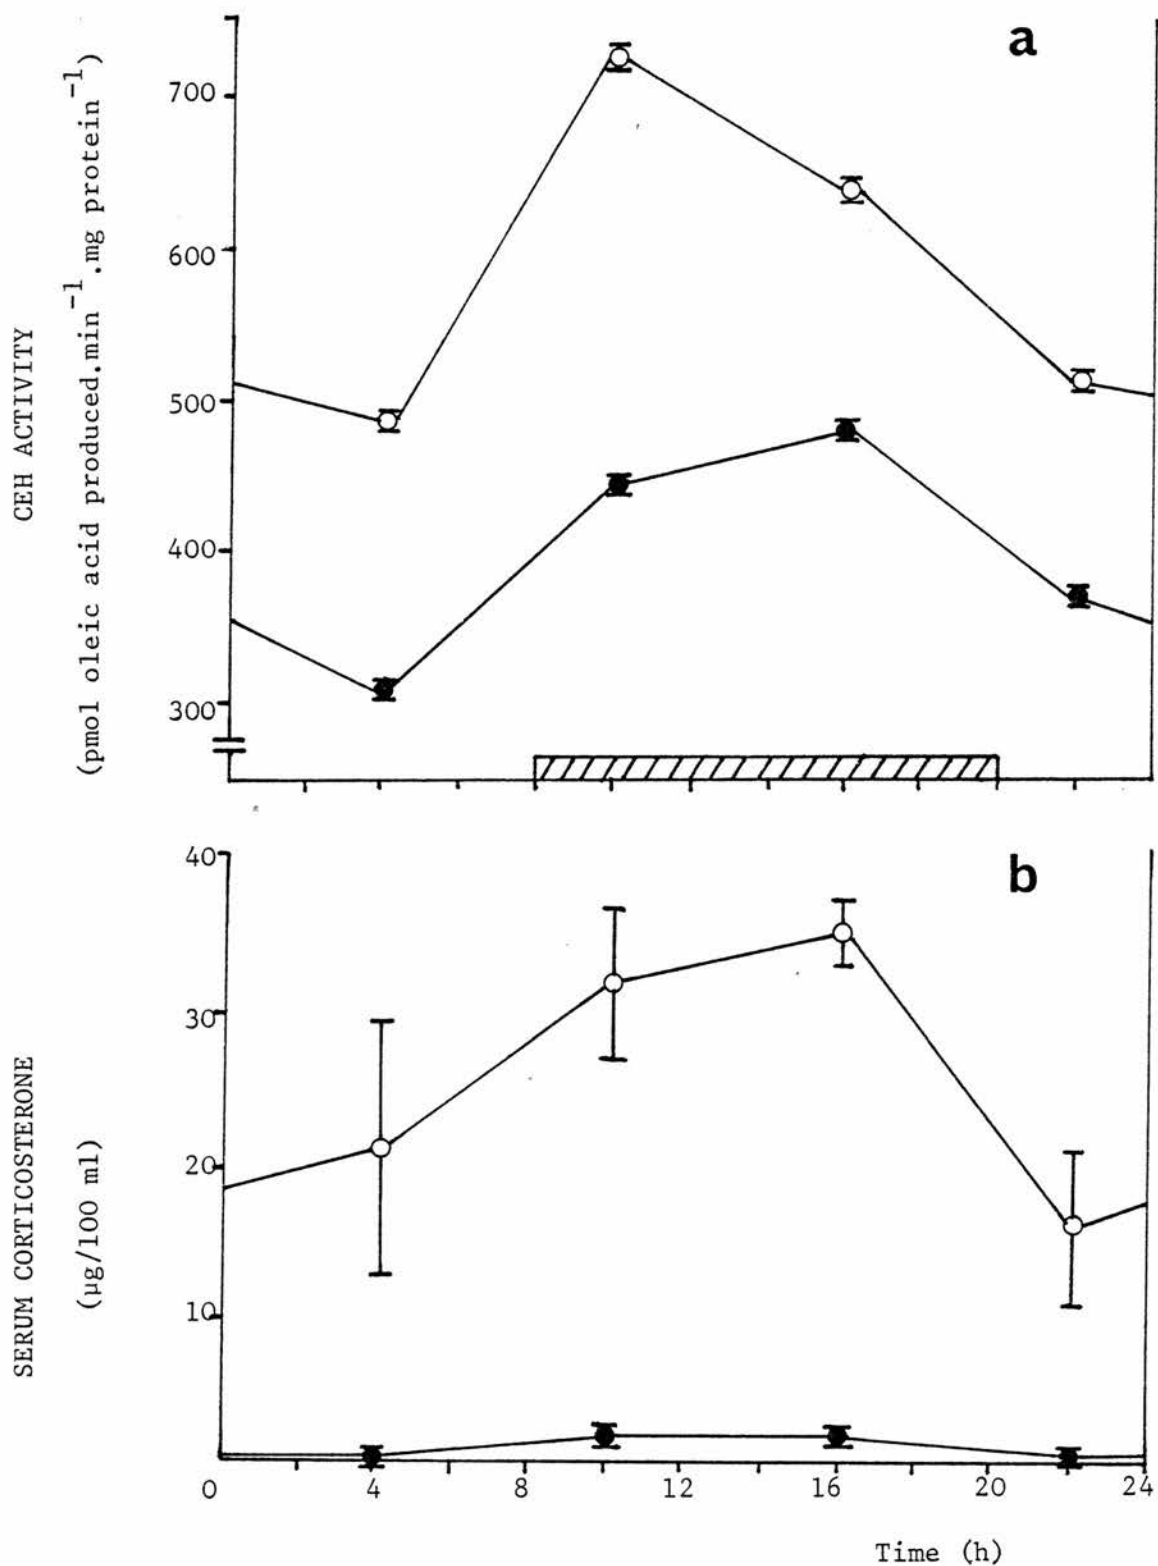 a
CEH ACTIVITY
(pmol oleic acid produced.min⁻¹.mg protein⁻¹)
700
600
500
400
300
b
SERUM CORTICOSTERONE
(µg/100 ml)
40
30
20
10
0 4 8 12 16 20 24
Time (h)